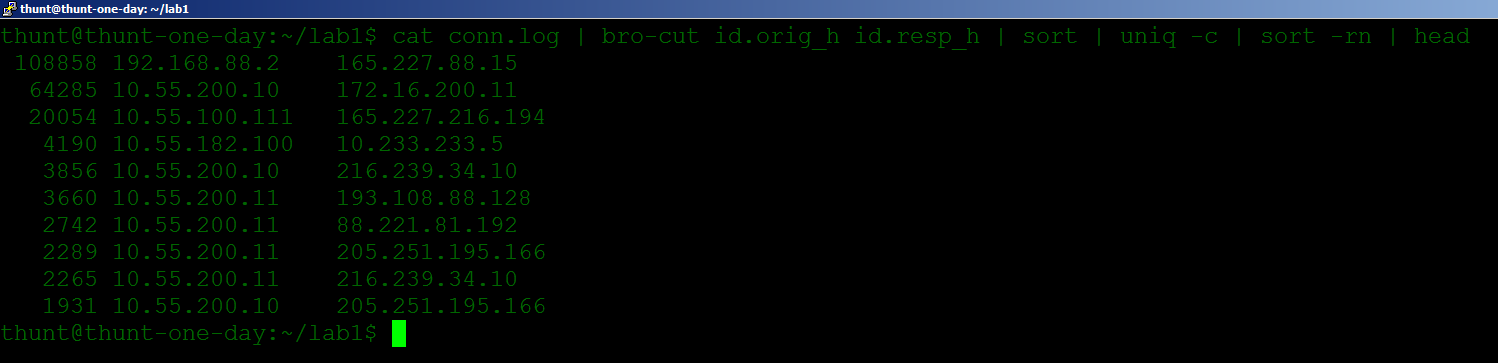 thunt@thunt-one-day: ~/lab1
thunt@thunt-one-day:~/lab1$ cat conn.log | bro-cut id.orig_h id.resp_h | sort | uniq -c | sort -rn | head
108858 192.168.88.2 165.227.88.15
64285 10.55.200.10 172.16.200.11
20054 10.55.100.111 165.227.216.194
4190 10.55.182.100 10.233.233.5
3856 10.55.200.10 216.239.34.10
3660 10.55.200.11 193.108.88.128
2742 10.55.200.11 88.221.81.192
2289 10.55.200.11 205.251.195.166
2265 10.55.200.11 216.239.34.10
1931 10.55.200.10 205.251.195.166
thunt@thunt-one-day:~/lab1$